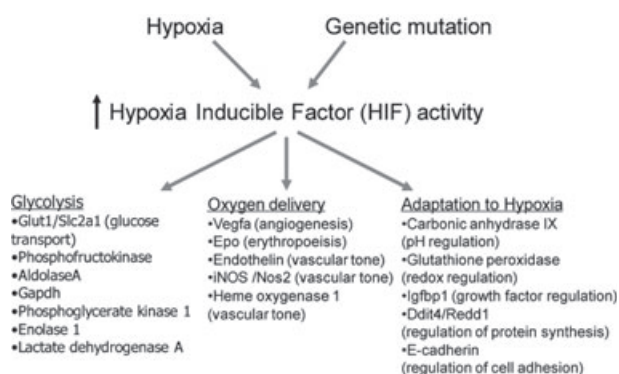 Hypoxia
Genetic mutation
Hypoxia Inducible Factor (HIF) activity
Glycolysis
•Glut1/Slc2a1 (glucose
transport)
•Phosphofructokinase
•AldolaseA
•Gapdh
•Phosphoglycerate kinase 1
•Enolase 1
•Lactate dehydrogenase A
Oxygen delivery
•Vegfa (angiogenesis)
•Epo (erythropoeisis)
•Endothelin (vascular tone)
•iNOS /Nos2 (vascular tone)
•Heme oxygenase 1
(vascular tone)
Adaptation to Hypoxia
•Carbonic anhydrase IX
(pH regulation)
•Glutathione peroxidase
(redox regulation)
•Igfbp1 (growth factor regulation)
•Ddit4/Redd1
(regulation of protein synthesis)
•E-cadherin
(regulation of cell adhesion)